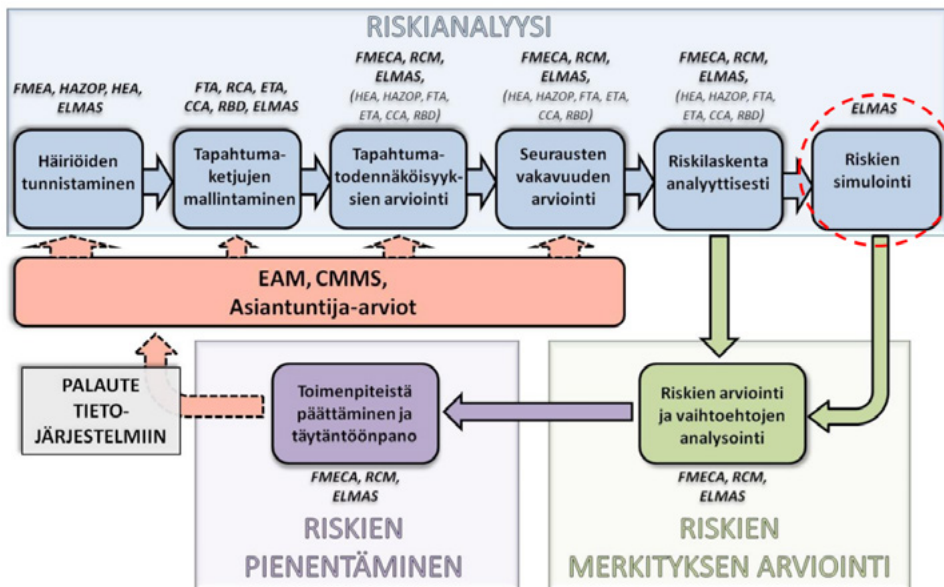 RISKIANALYYSI
FMEA, HAZOP, HEA,
ELMAS
Häiriöiden
tunnistaminen
FTA, RCA, ETA,
CCA, RBD, ELMAS
Tapahtuma-
ketjujen
mallintaminen
FMECA, RCM,
ELMAS,
(HEA, HAZOP, FTA,
ETA, CCA, RBD)
Tapahtuma-
todennäköisyyk-
sien arviointi
FMECA, RCM,
ELMAS,
(HEA, HAZOP, FTA, ETA,
CCA, RBD)
Seurausten
vakavuuden
arviointi
FMECA, RCM,
ELMAS,
(HEA, HAZOP, FTA,
ETA, CCA, RBD)
Riskilaskenta
analyyttisesti
ELMAS
Riskien
simulointi
EAM, CMMS,
Asiantuntija-arviot
PALAUTE
TIETO-
JÄRJESTELMIIN
Toimenpiteistä
päättäminen ja
täytäntöönpano
FMECA, RCM,
ELMAS
RISKIEN
PIENENTÄMINEN
Riskien arviointi
ja vaihtoehtojen
analysointi
FMECA, RCM,
ELMAS
RISKIEN
MERKITYKSEN ARVIOINTI